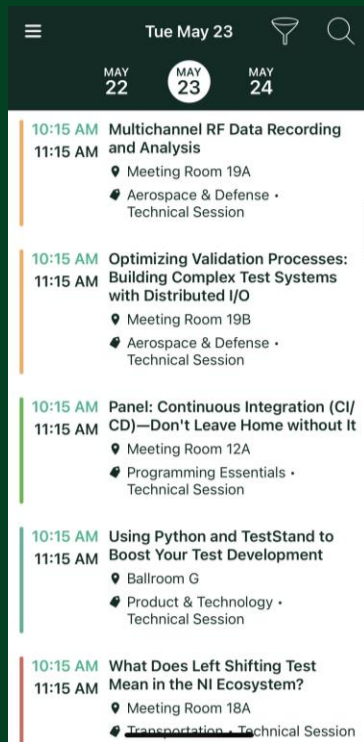 Tue May 23
MAY MAY MAY
22 23 24
10:15 AM Multichannel RF Data Recording
11:15 AM and Analysis
Meeting Room 19A
Aerospace & Defense •
Technical Session
10:15 AM Optimizing Validation Processes:
11:15 AM Building Complex Test Systems
with Distributed I/O
Meeting Room 19B
Aerospace & Defense •
Technical Session
10:15 AM Panel: Continuous Integration (CI/
11:15 AM CD)—Don't Leave Home without It
Meeting Room 12A
Programming Essentials •
Technical Session
10:15 AM Using Python and TestStand to
11:15 AM Boost Your Test Development
Ballroom G
Product & Technology •
Technical Session
10:15 AM What Does Left Shifting Test
11:15 AM Mean in the NI Ecosystem?
Meeting Room 18A
Transportation • Technical Session